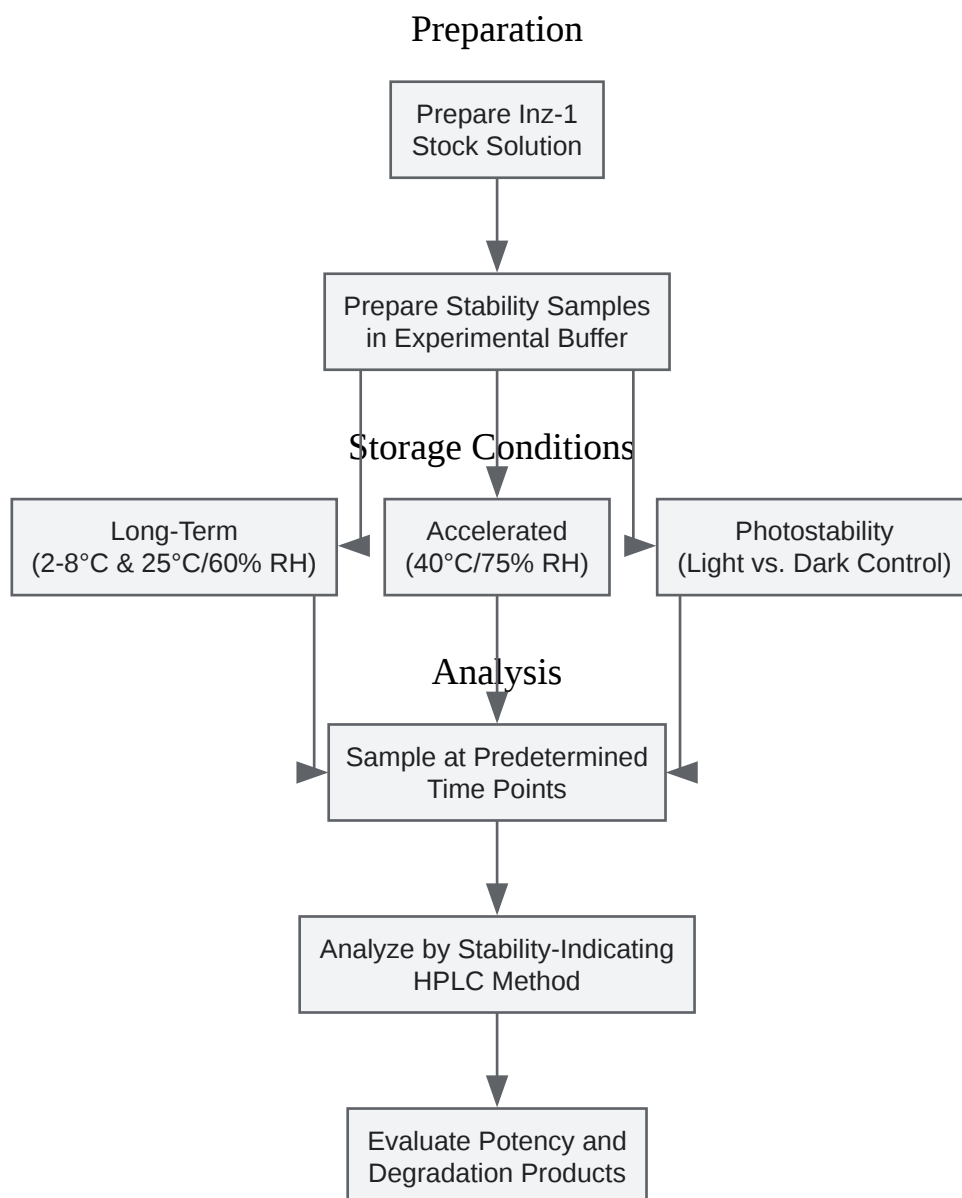 Preparation
Prepare Inz-1
Stock Solution
Prepare Stability Samples
in Experimental Buffer
Storage Conditions
Long-Term
(2-8°C & 25°C/60% RH)
Accelerated
(40°C/75% RH)
Photostability
(Light vs. Dark Control)
Analysis
Sample at Predetermined
Time Points
Analyze by Stability-Indicating
HPLC Method
Evaluate Potency and
Degradation Products